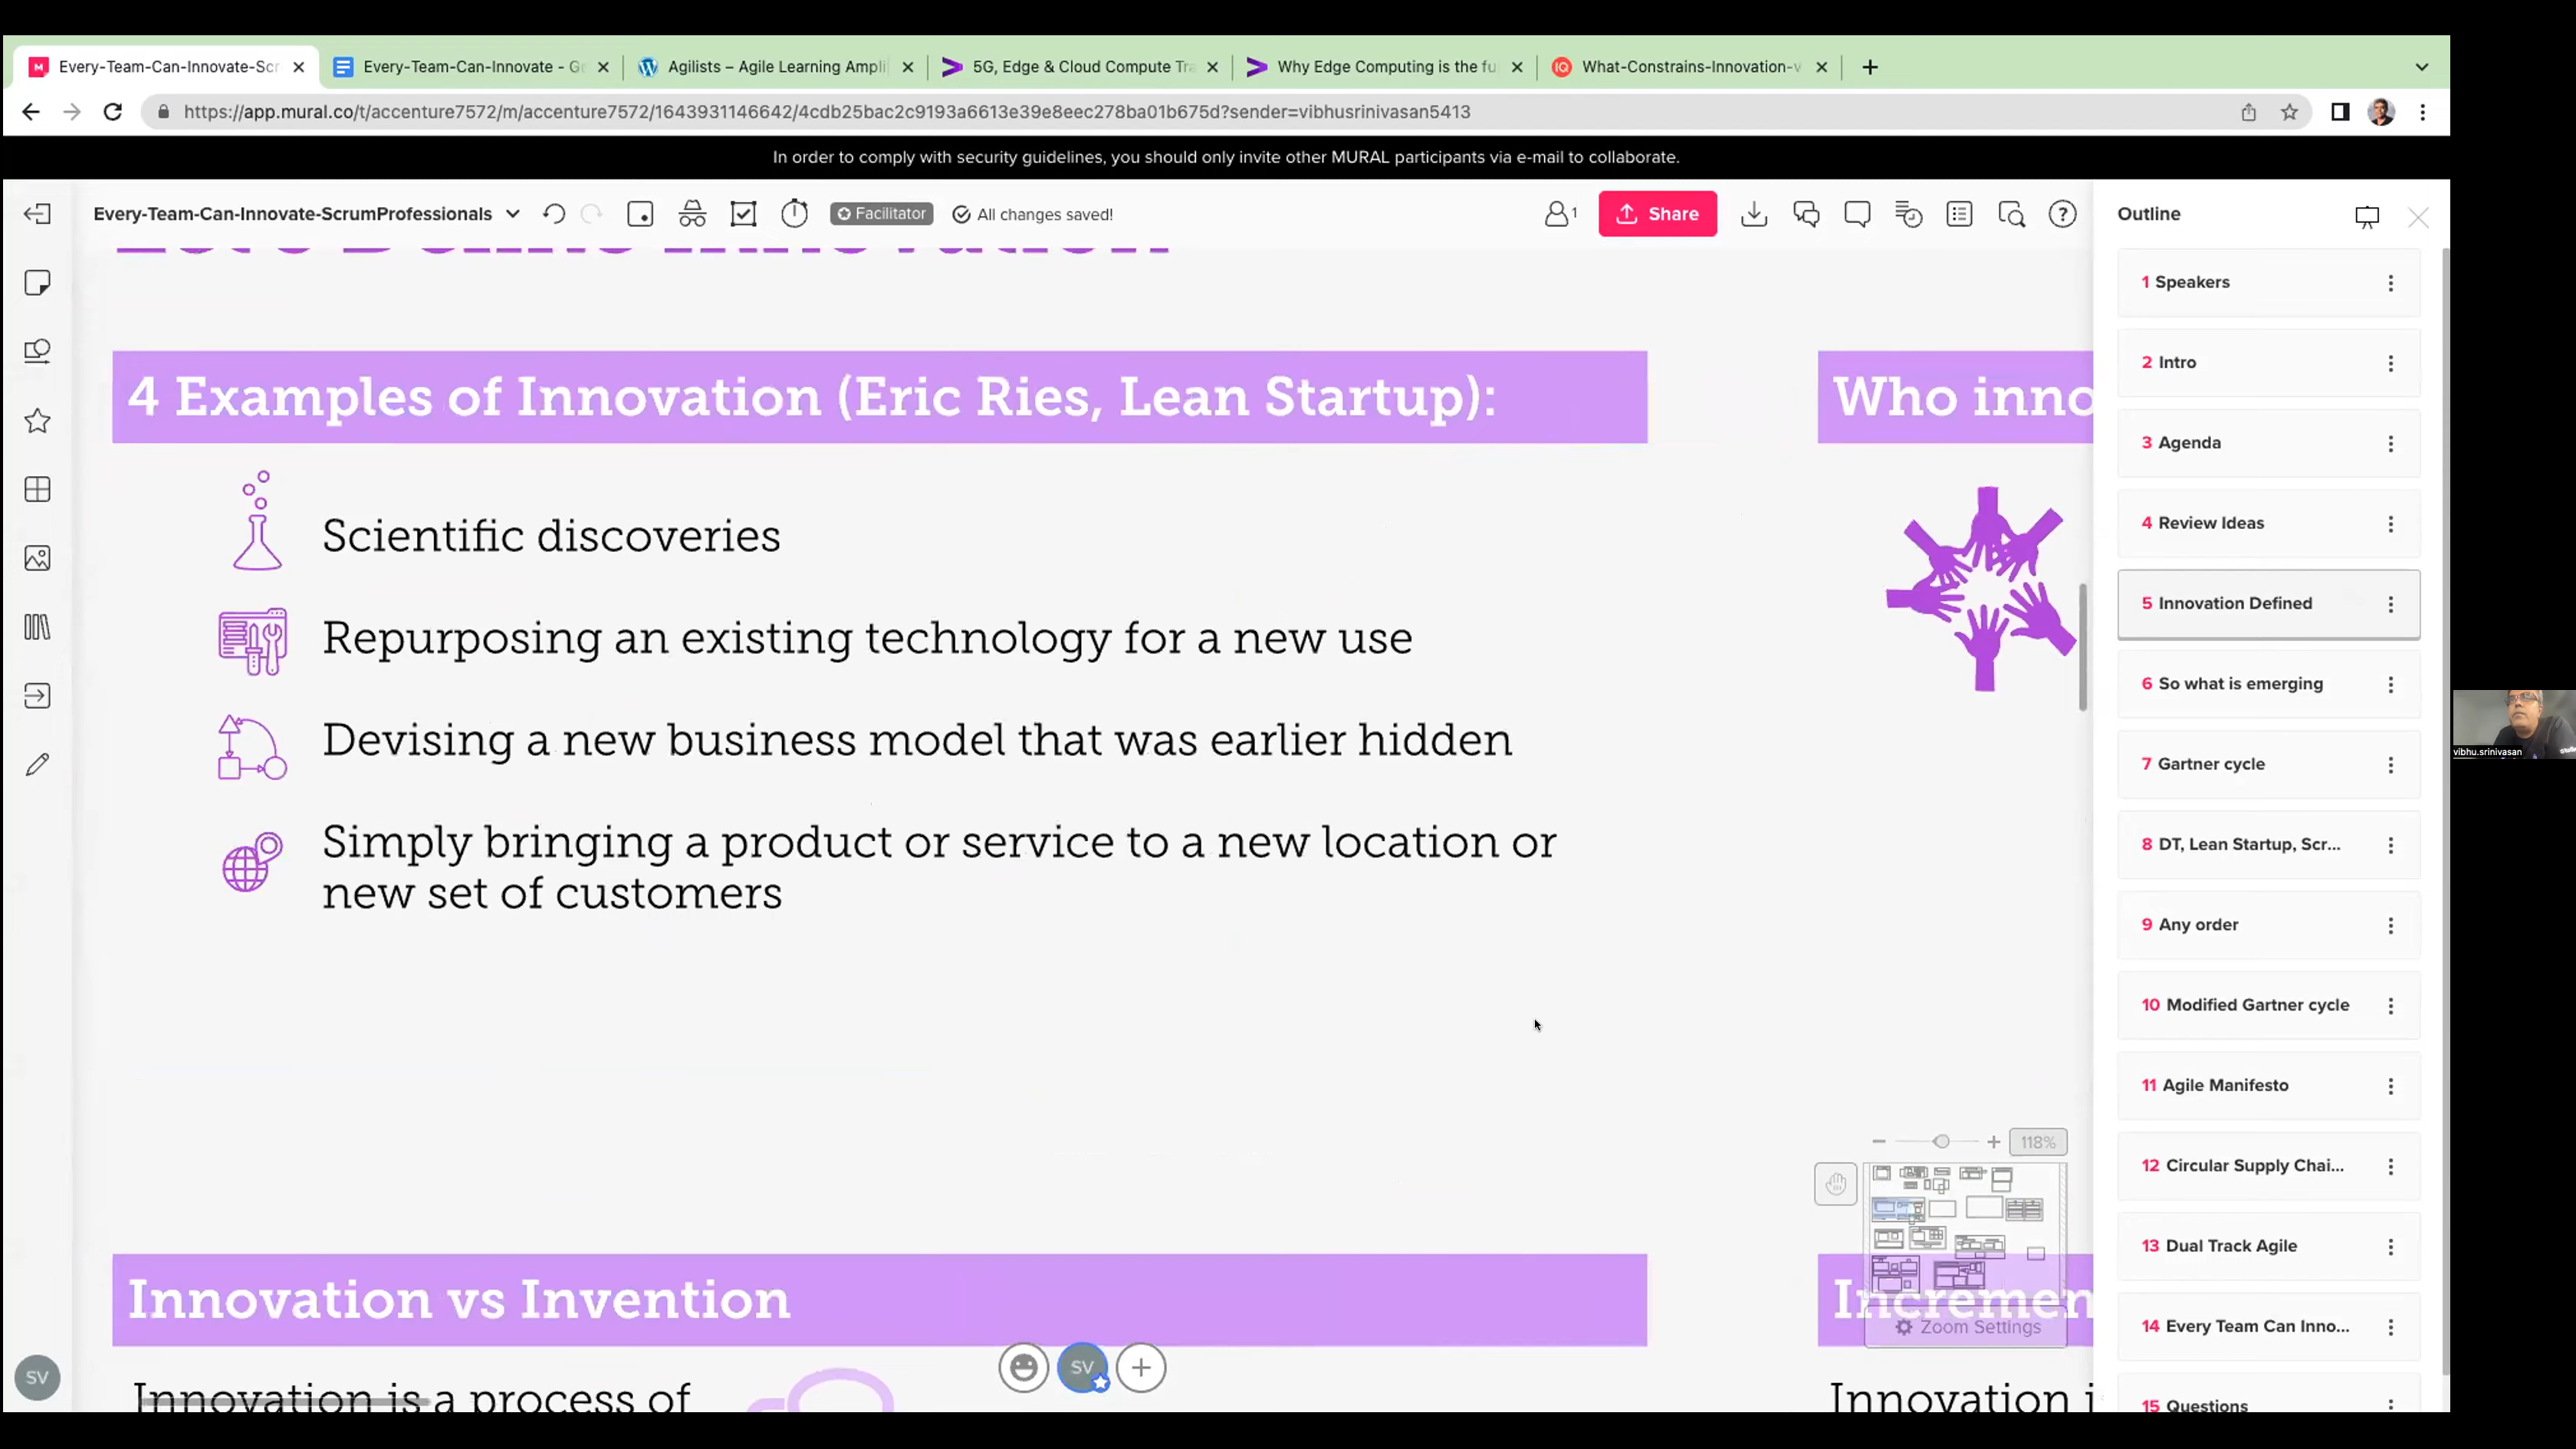 Every-Team-Can-Innovate-Scr
Every-Team-Can-Innovate - G
Agilists – Agile Learning Ampli
5G, Edge & Cloud Compute Tra
Why Edge Computing is the fu
What-Constrains-Innovation-v
https://app.mural.co/t/accenture7572/m/accenture7572/1643931146642/4cdb25bac2c9193a6613e39e8eec278ba01b675d?sender=vibhusrinivasan5413
In order to comply with security guidelines, you should only invite other MURAL participants via e-mail to collaborate.
Every-Team-Can-Innovate-ScrumProfessionals
Facilitator
All changes saved!
1
Share
Outline
4 Examples of Innovation (Eric Ries, Lean Startup):
Scientific discoveries
Repurposing an existing technology for a new use
Devising a new business model that was earlier hidden
Simply bringing a product or service to a new location or
new set of customers
Who inno
Innovation vs Invention
Innovation is a process of
Incremen
Innovation i
118%
Zoom Settings
SV
SV
1 Speakers
2 Intro
3 Agenda
4 Review Ideas
5 Innovation Defined
6 So what is emerging
7 Gartner cycle
8 DT, Lean Startup, Scr...
9 Any order
10 Modified Gartner cycle
11 Agile Manifesto
12 Circular Supply Chai...
13 Dual Track Agile
14 Every Team Can Inno...
15 Questions
vibhu.srinivasan